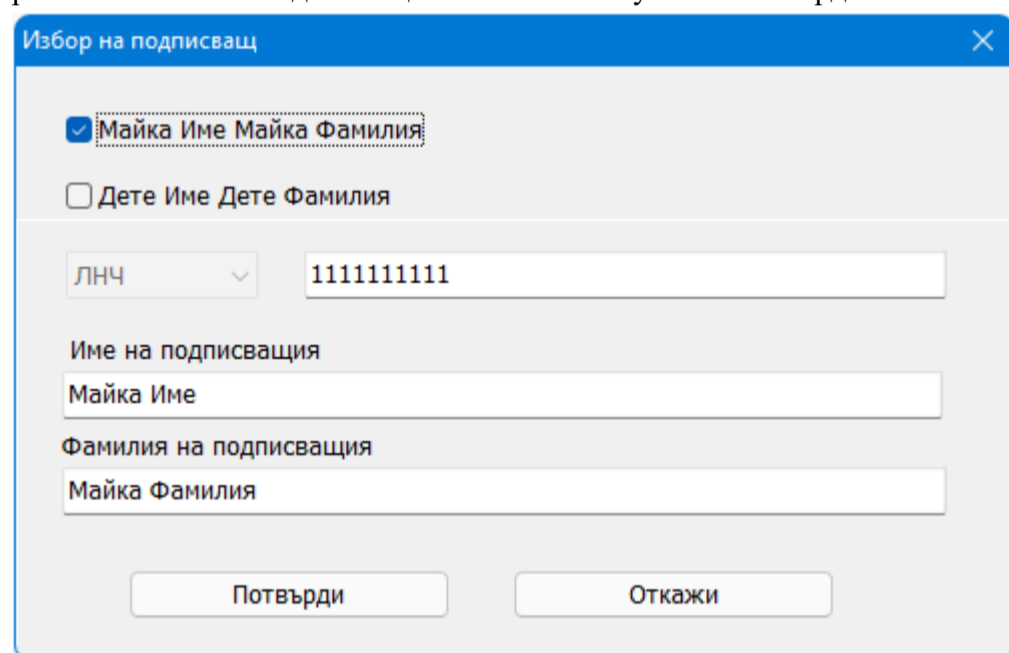 Избор на подписващ
Майка Име Майка Фамилия
Дете Име Дете Фамилия
ЛНЧ 1111111111
Име на подписващия
Майка Име
Фамилия на подписващия
Майка Фамилия
Потвърди Откажи